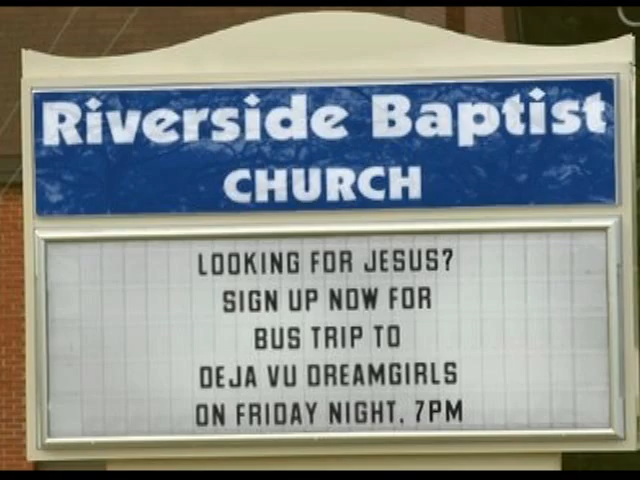 Riverside Baptist
CHURCH
LOOKING FOR JESUS?
SIGN UP NOW FOR
BUS TRIP TO
DEJA VU DREAMGIRLS
ON FRIDAY NIGHT, 7PM